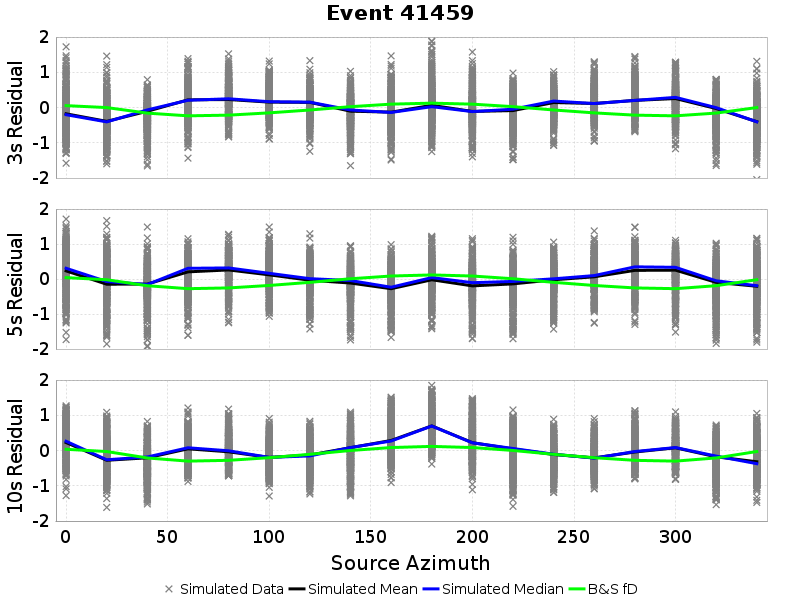 Event 41459
3s Residual
2
1
0
-1
-2
5s Residual
2
1
0
-1
-2
10s Residual
2
1
0
-1
-2
0 50 100 150 200 250 300
Source Azimuth
Simulated Data Simulated Mean Simulated Median B&S fD